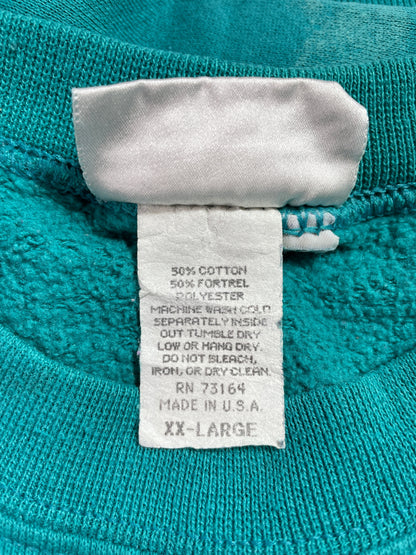 50% COTTON
50% FORTREL
POLYESTER
MACHINE WASH COLD
SEPARATELY INSIDE
OUT TUMBLE DRY
LOW OR HANG DRY.
DO NOT BLEACH,
IRON, OR DRY CLEAN.
RN 73164
MADE IN U.S.A.
XX-LARGE